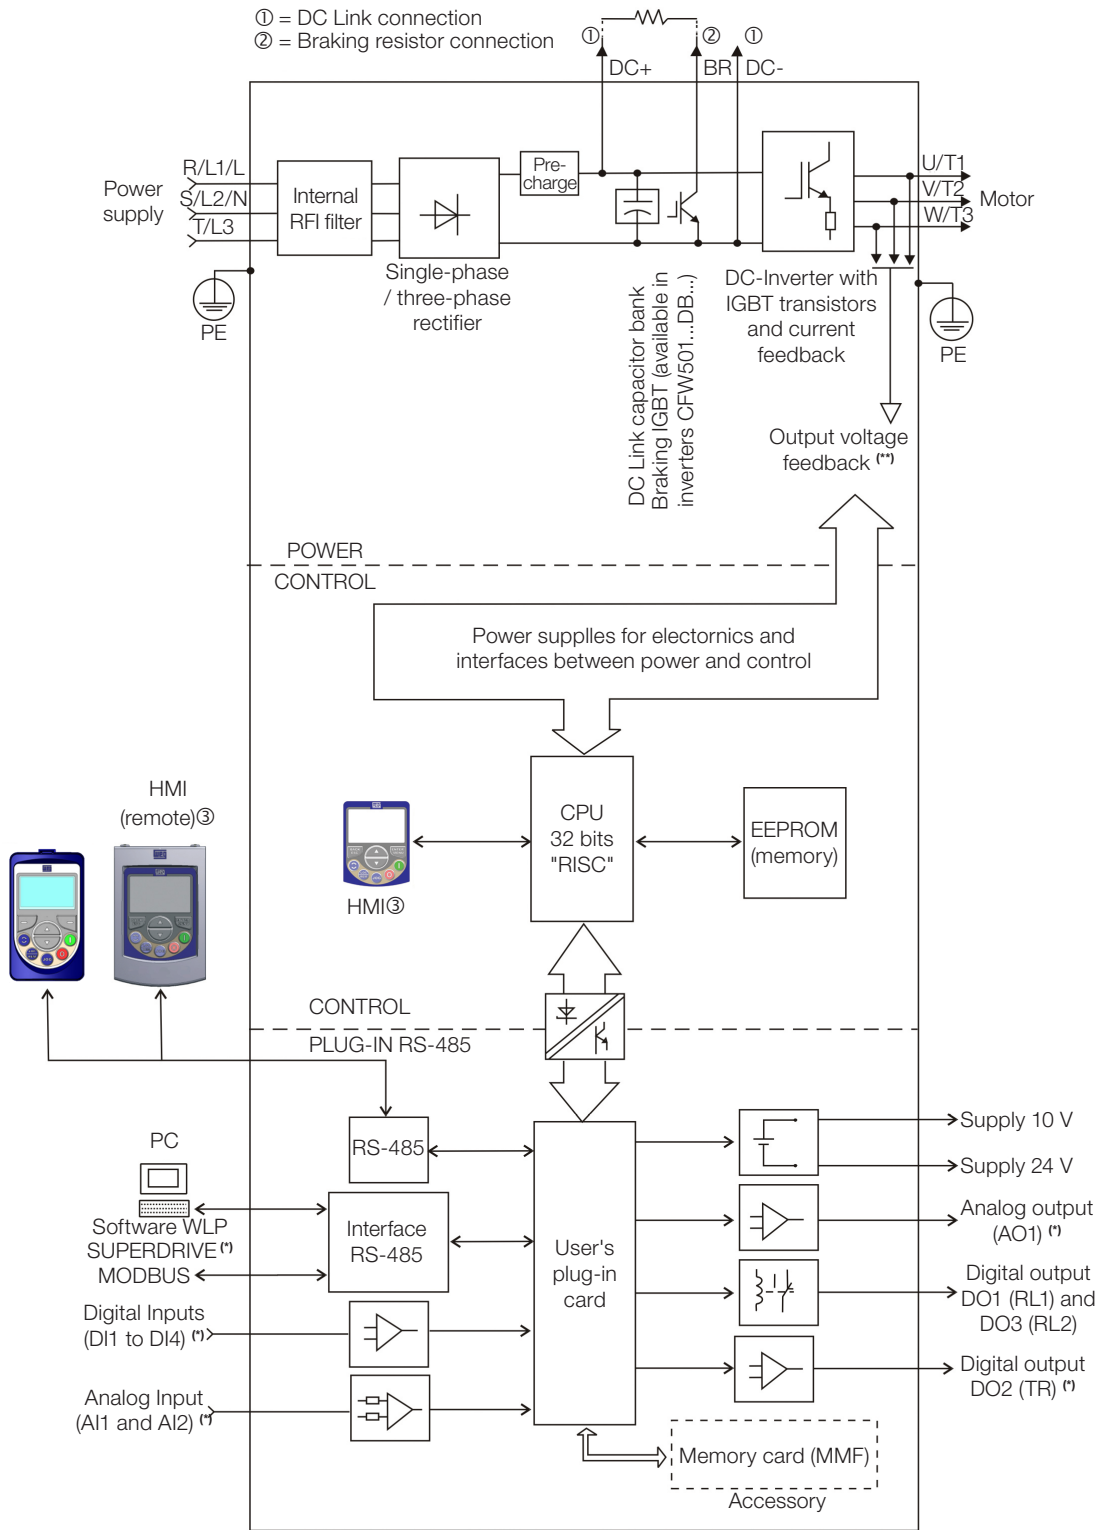 ① = DC Link connection
② = Braking resistor connection
① ② ①
DC+ BR DC-
R/L1/L
S/L2/N
T/L3
Power
supply
Internal
RFI filter
Pre-
charge
U/T1
V/T2
W/T3
Motor
Single-phase
/ three-phase
rectifier
PE
DC Link capacitor bank
Braking IGBT (available in
inverters CFW501...DB...)
DC-Inverter with
IGBT transistors
and current
feedback
PE
Output voltage
feedback (**)
POWER
CONTROL
Power supplles for electornics and
interfaces between power and control
HMI
(remote)③
HMI③
CPU
32 bits
"RISC"
EEPROM
(memory)
CONTROL
PLUG-IN RS-485
RS-485
PC
Software WLP
SUPERDRIVE (*)
MODBUS
Interface
RS-485
Digital Inputs
(DI1 to DI4) (*)
Analog Input
(AI1 and AI2) (*)
User's
plug-in
card
Supply 10 V
Supply 24 V
Analog output
(AO1) (*)
Digital output
DO1 (RL1) and
DO3 (RL2)
Digital output
DO2 (TR) (*)
Memory card (MMF)
Accessory